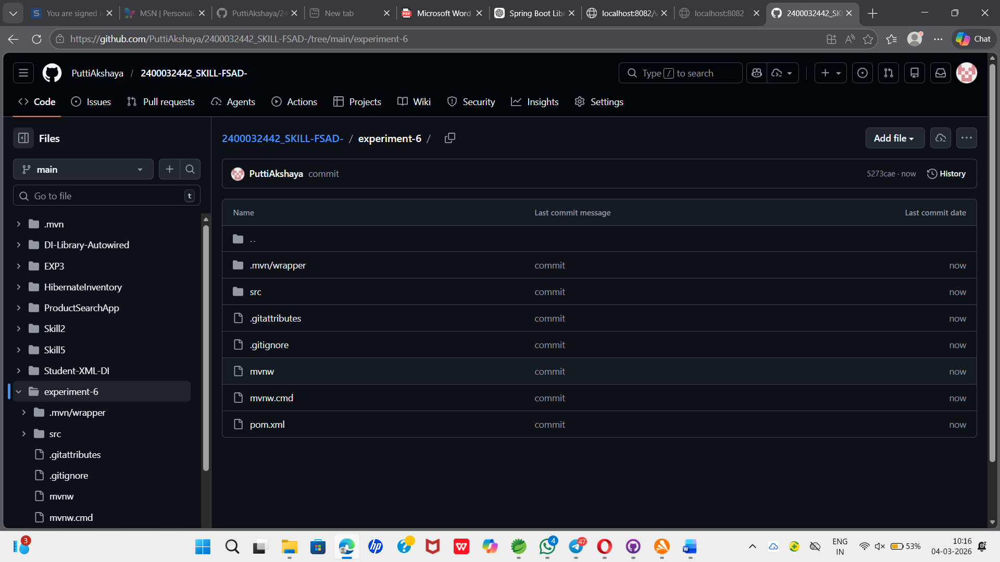 You are signed i
MSN | Personali
PuttiAkshaya/24
New tab
Microsoft Word
Spring Boot Libr
localhost:8082/v
localhost:8082
2400032442_SKI
https://github.com/PuttiAkshaya/2400032442_SKILL-FSAD-/tree/main/experiment-6
Chat
PuttiAkshaya / 2400032442_SKILL-FSAD-
Type / to search
Code
Issues
Pull requests
Agents
Actions
Projects
Wiki
Security
Insights
Settings
Files
main
Go to file
t
.mvn
DI-Library-Autowired
EXP3
HibernateInventory
ProductSearchApp
Skill2
Skill5
Student-XML-DI
experiment-6
.mvn/wrapper
src
.gitattributes
.gitignore
mvnw
mvnw.cmd
2400032442_SKILL-FSAD- / experiment-6 /
Add file
PuttiAkshaya commit
5273cae · now
History
Name Last commit message Last commit date
..
.mvn/wrapper commit now
src commit now
.gitattributes commit now
.gitignore commit now
mvnw commit now
mvnw.cmd commit now
pom.xml commit now
3
4
47
ENG
IN
53%
10:16
04-03-2026